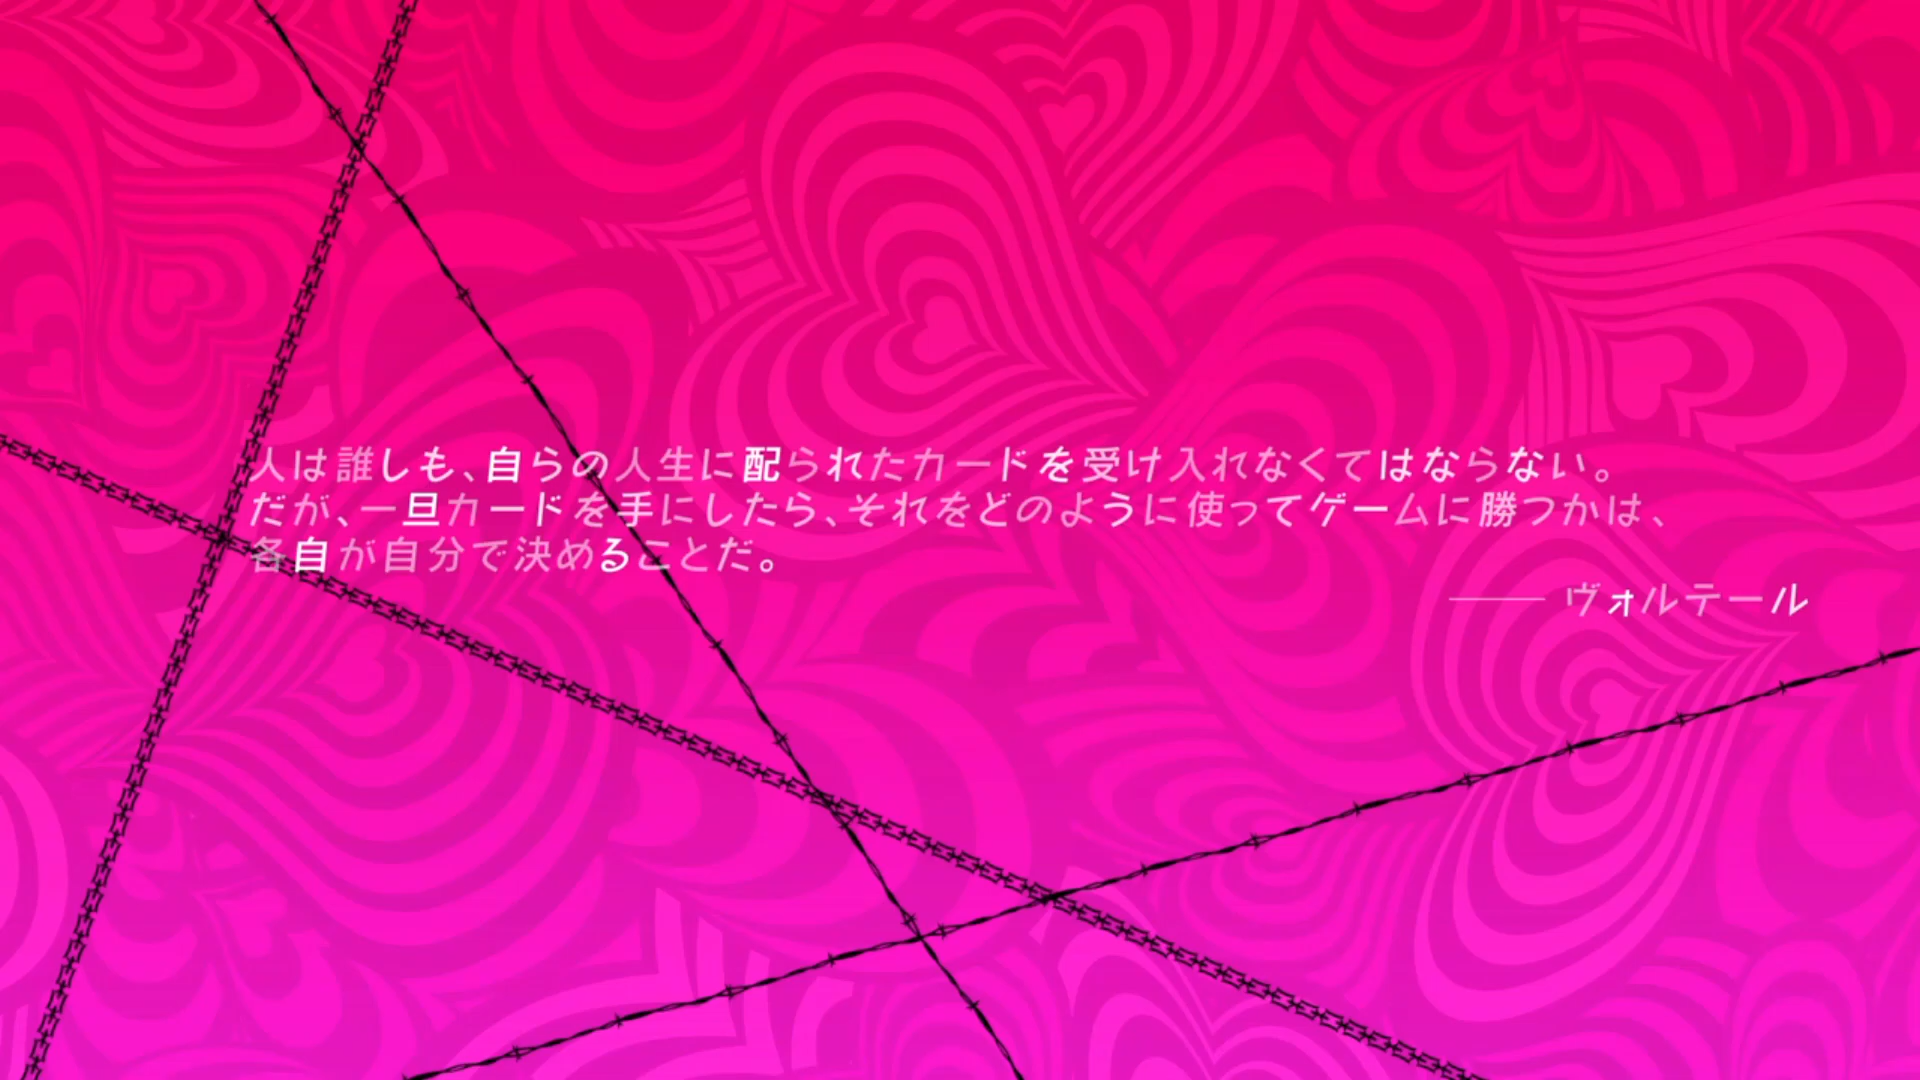 人は誰しも、自らの人生に配られたカードを受け入れなくてはならない。
だが、一旦カードを手にしたら、それをどのように使ってゲームに勝つかは、
各自が自分で決めることだ。
―― ヴォルテール